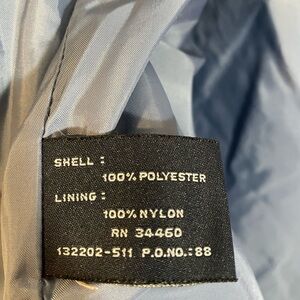 SHELL :
100% POLYESTER
LINING :
100% NYLON
RN 34460
132202-511 P.O.NO.:88